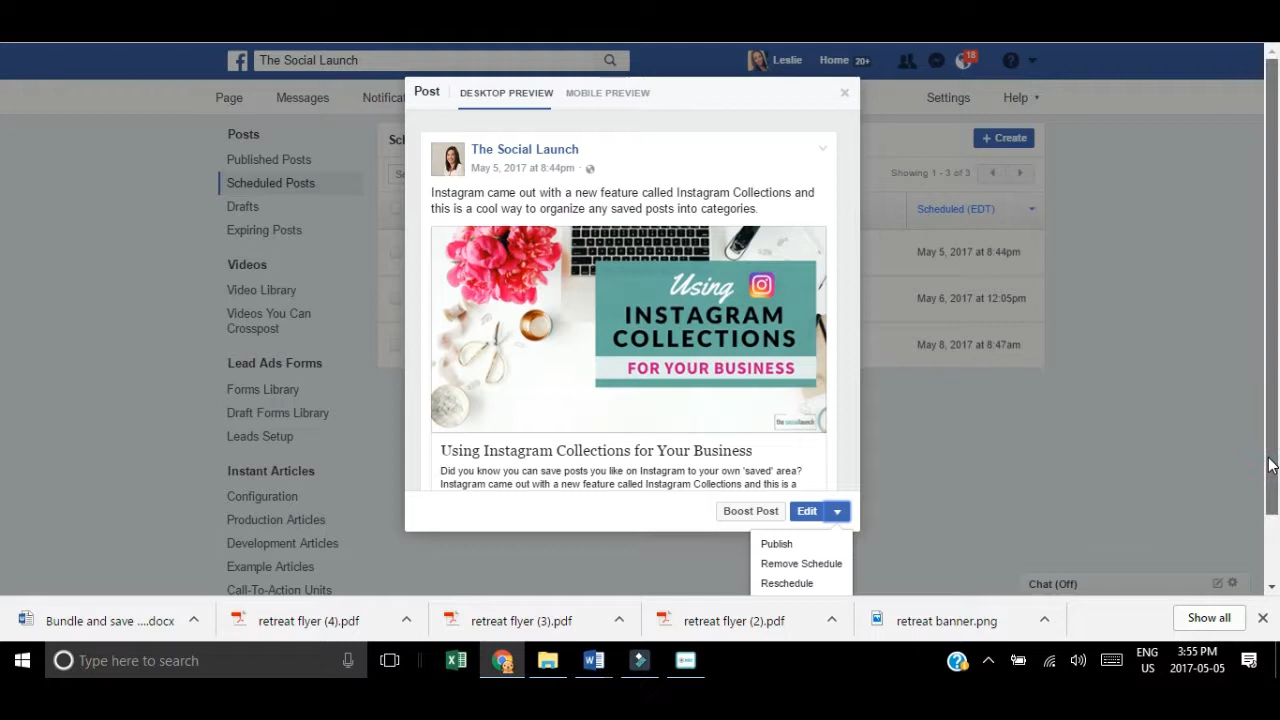 The Social Launch
Leslie
Home 20+
18
Page
Messages
Settings
Help
Post
DESKTOP PREVIEW
MOBILE PREVIEW
Posts
Published Posts
Scheduled Posts
Drafts
Expiring Posts
Videos
Video Library
Videos You Can
Crosspost
Lead Ads Forms
Forms Library
Draft Forms Library
Leads Setup
Instant Articles
Configuration
Production Articles
Development Articles
Example Articles
Call-To-Action Units
The Social Launch
May 5, 2017 at 8:44pm
Instagram came out with a new feature called Instagram Collections and
this is a cool way to organize any saved posts into categories.
Using
INSTAGRAM
COLLECTIONS
FOR YOUR BUSINESS
the sociallaunch
Using Instagram Collections for Your Business
Did you know you can save posts you like on Instagram to your own 'saved' area?
Instagram came out with a new feature called Instagram Collections and this is a
Boost Post
Edit
Publish
Remove Schedule
Reschedule
+ Create
Showing 1 - 3 of 3
Scheduled (EDT)
May 5, 2017 at 8:44pm
May 6, 2017 at 12:05pm
May 8, 2017 at 8:47am
Chat (Off)
Bundle and save ....docx
retreat flyer (4).pdf
retreat flyer (3).pdf
retreat flyer (2).pdf
retreat banner.png
Show all
Type here to search
ENG
US
3:55 PM
2017-05-05